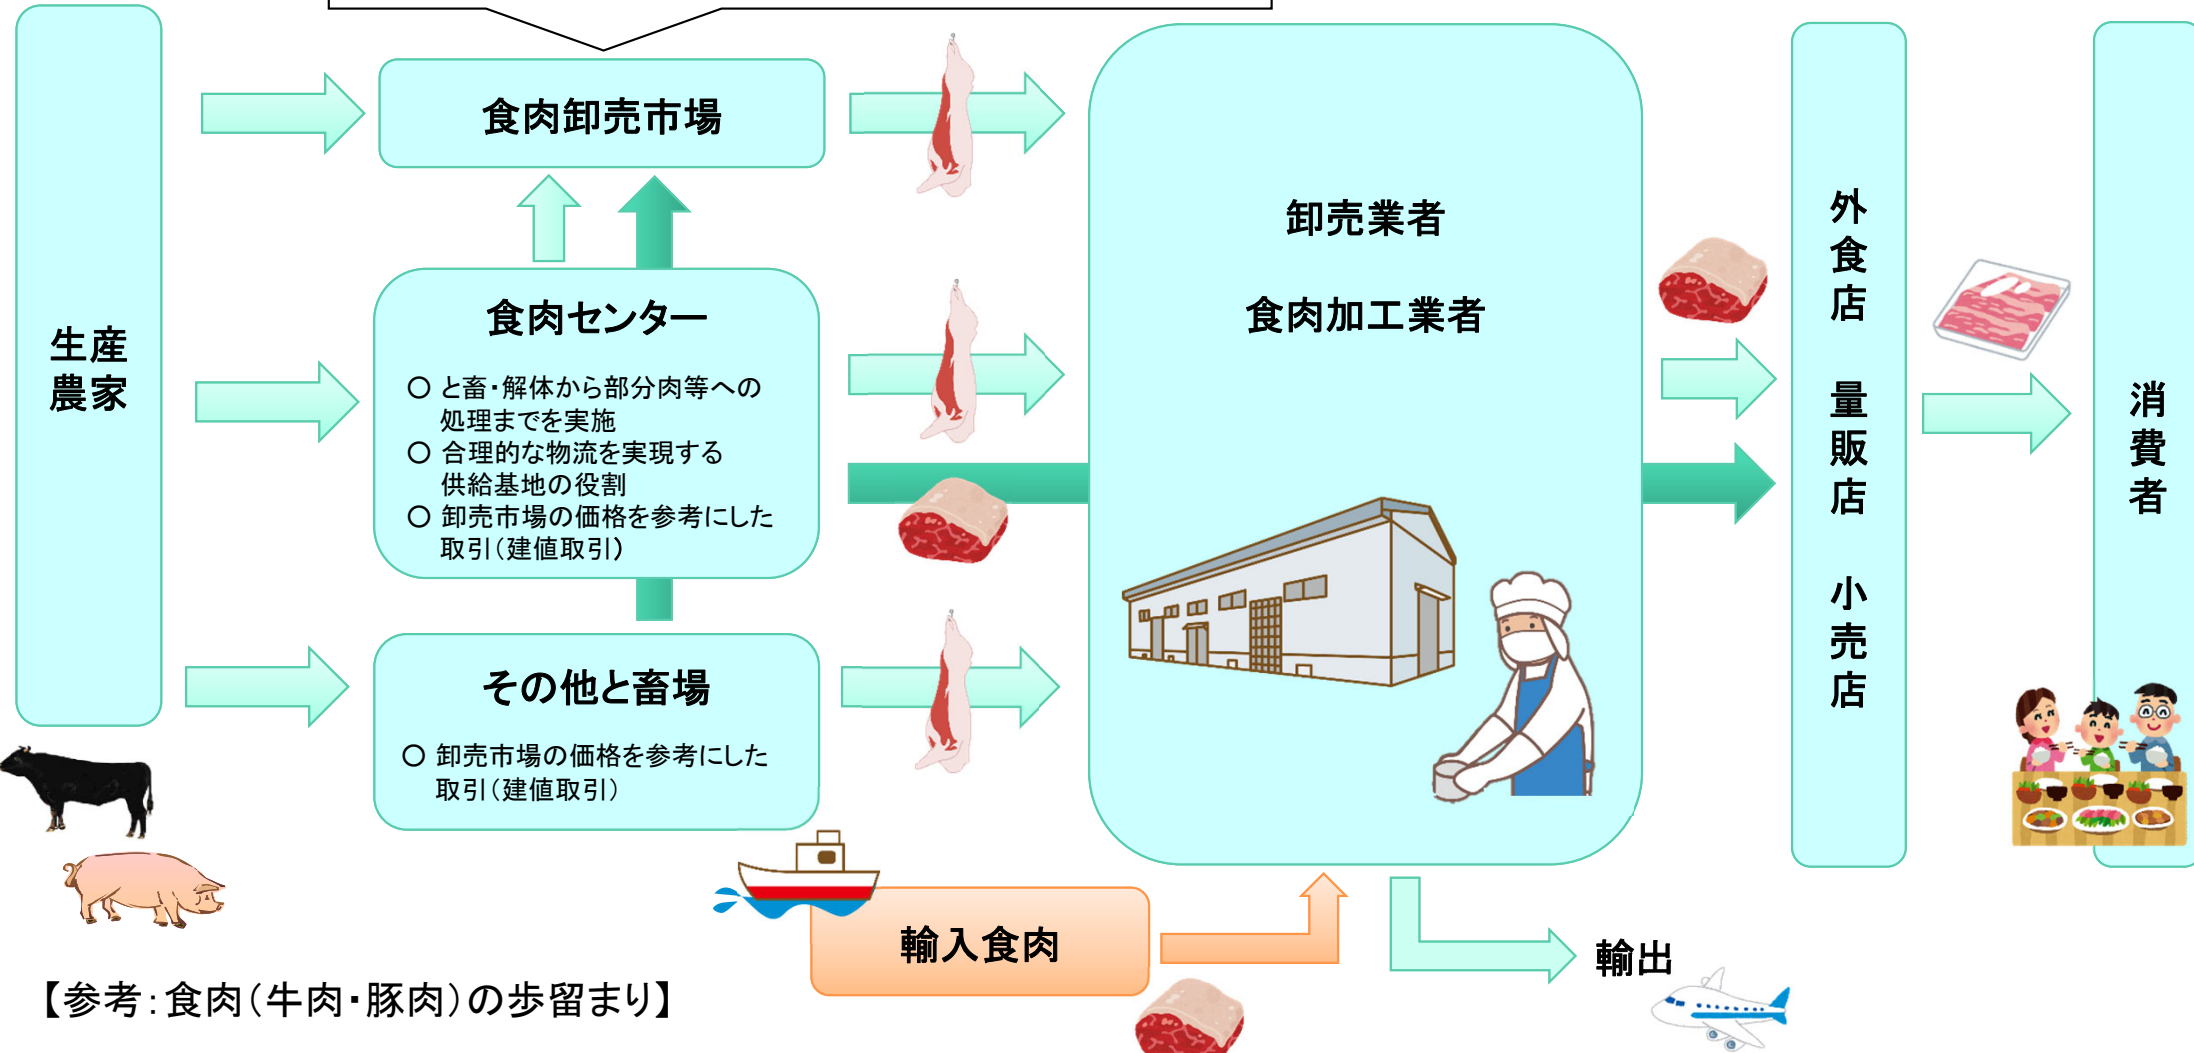 生産
農家
食肉卸売市場
食肉センター
〇 と畜・解体から部分肉等への
処理までを実施
〇 合理的な物流を実現する
供給基地の役割
〇 卸売市場の価格を参考にした
取引(建値取引)
その他と畜場
〇 卸売市場の価格を参考にした
取引(建値取引)
卸売業者
食肉加工業者
外食店 量販店 小売店
消費者
輸入食肉
輸出
【参考:食肉(牛肉・豚肉)の歩留まり】